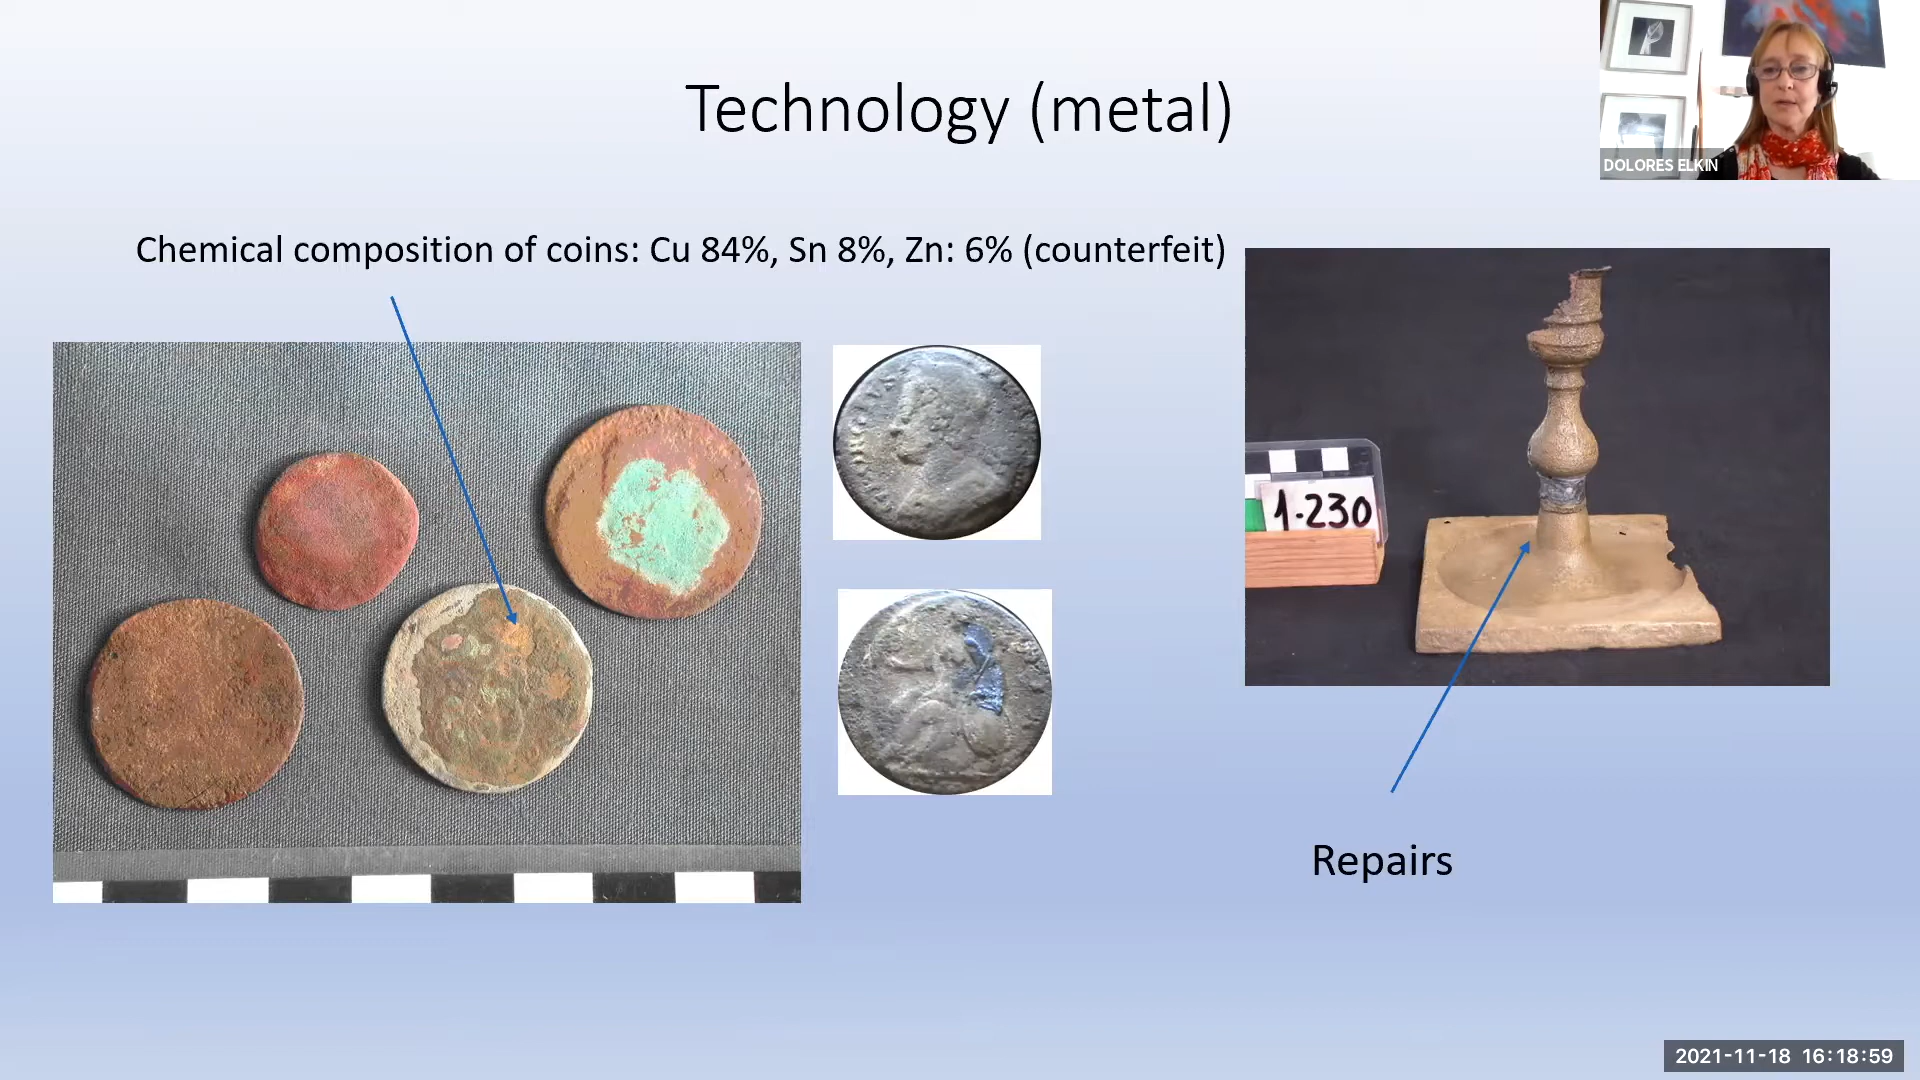 Technology (metal)
DOLORES ELKIN
Chemical composition of coins: Cu 84%, Sn 8%, Zn: 6% (counterfeit)
1-230
Repairs
2021-11-18 16:18:59